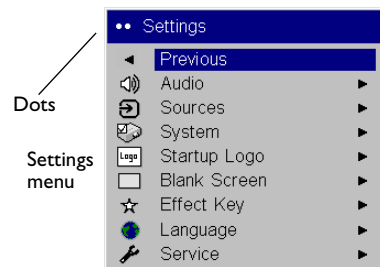 Settings
Previous
Audio
Sources
System
Logo Startup Logo
Blank Screen
Effect Key
Language
Service
Dots
Settings
menu